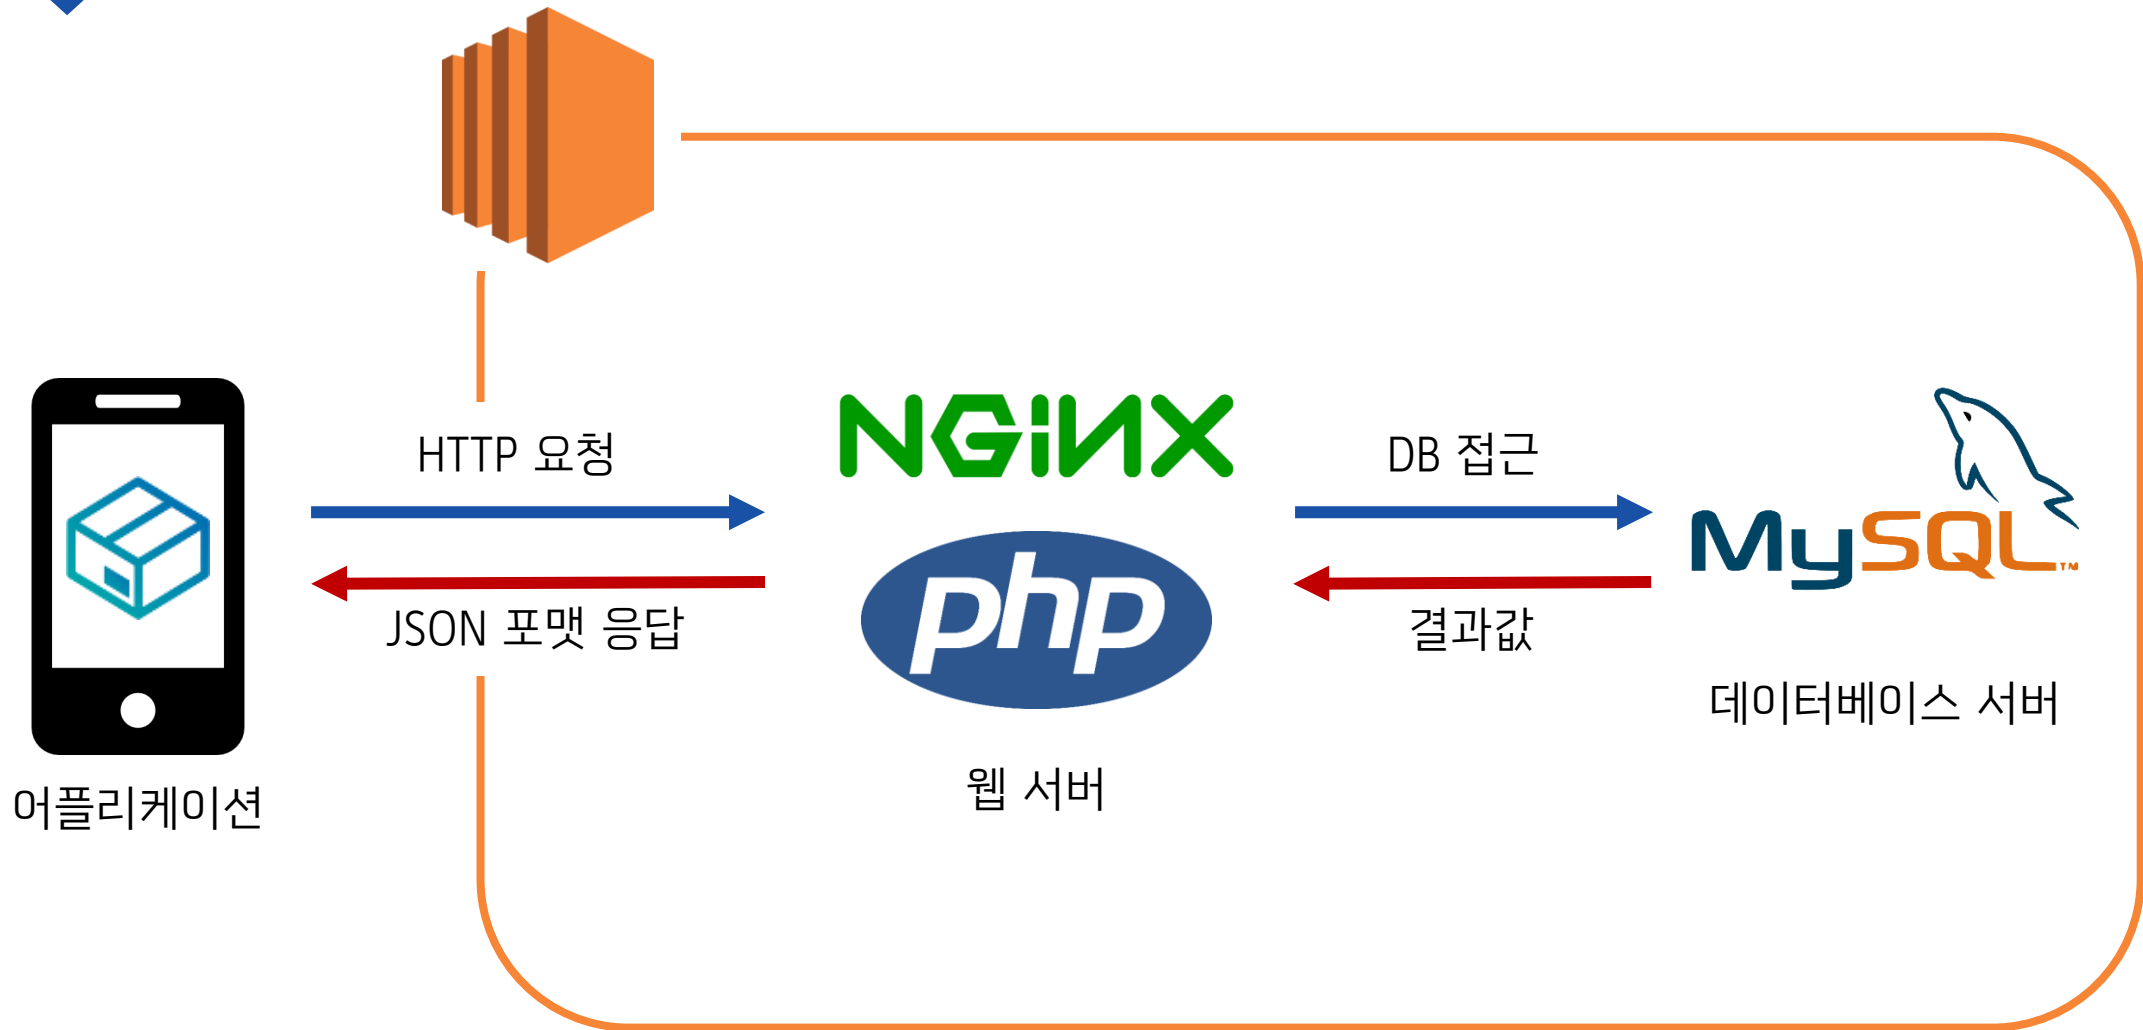 HTTP 요청
NGiNX
DB 접근
MySQL™
php
JSON 포맷 응답
결과값
데이터베이스 서버
웹 서버
어플리케이션